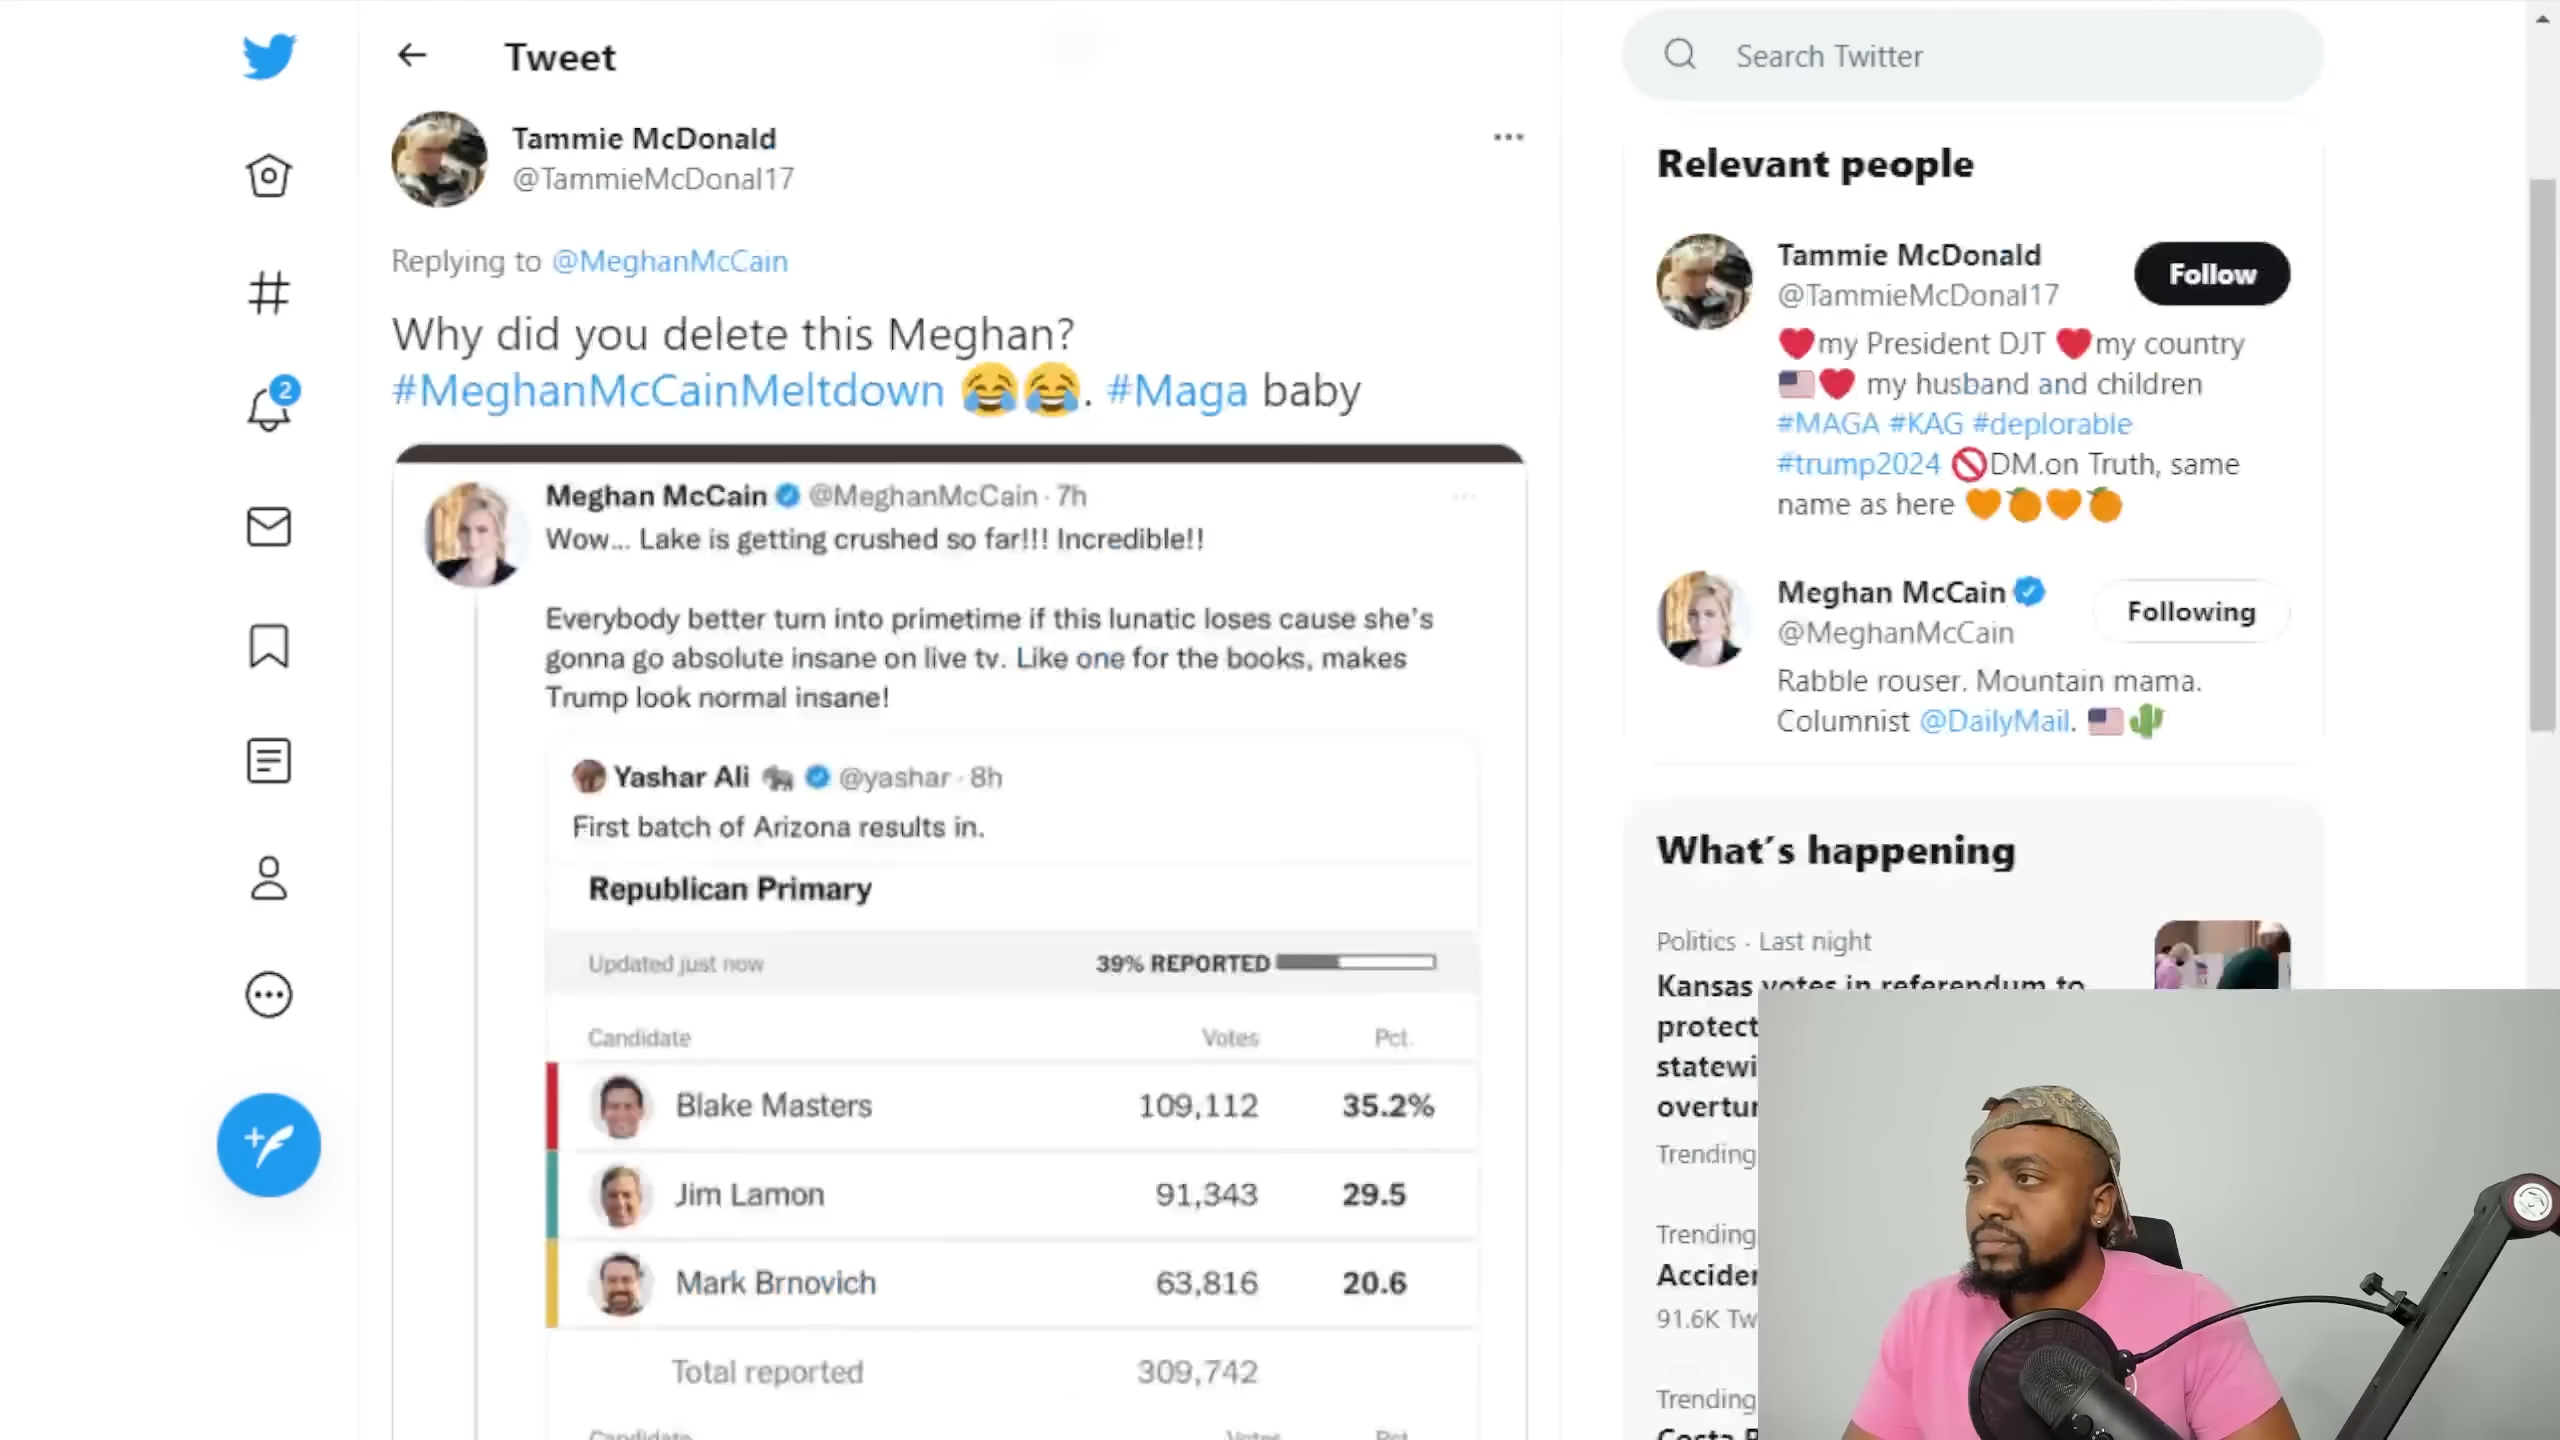 Tweet
Tammie McDonald
@TammieMcDonal17
Replying to @MeghanMcCain
Why did you delete this Meghan?
#MeghanMcCainMeltdown 😂😂. #Maga baby
Meghan McCain @MeghanMcCain · 7h
Wow... Lake is getting crushed so far!!! Incredible!!
Everybody better turn into primetime if this lunatic loses cause she's
gonna go absolute insane on live tv. Like one for the books, makes
Trump look normal insane!
Yashar Ali 🐘 @yashar · 8h
First batch of Arizona results in.
Republican Primary
Updated just now 39% REPORTED
Candidate Votes Pct.
Blake Masters 109,112 35.2%
Jim Lamon 91,343 29.5
Mark Brnovich 63,816 20.6
Total reported 309,742
Candidate Votes Pct.
2
Search Twitter
Relevant people
Tammie McDonald
@TammieMcDonal17
Follow
❤️my President DJT ❤️my country
🇺🇸❤️ my husband and children
#MAGA #KAG #deplorable
#trump2024 🚫DM.on Truth, same
name as here 🧡🍊🧡🍊
Meghan McCain
@MeghanMcCain
Following
Rabble rouser. Mountain mama.
Columnist @DailyMail. 🇺🇸🌵
What's happening
Politics · Last night
Kansas votes in referendum to
protect
statewi
overtur
Trending
Trending
Acciden
91.6K Tw
Trending
Costa